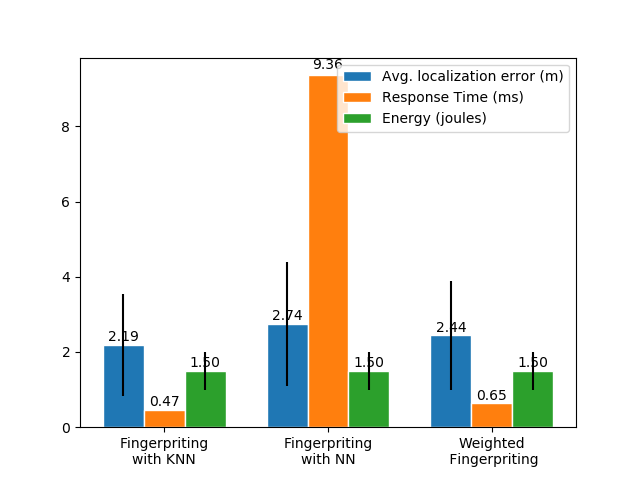 9.36
Avg. localization error (m)
Response Time (ms)
Energy (joules)
8
6
4
2
0
2.19
0.47
1.50
2.74
1.50
2.44
0.65
1.50
Fingerpriting
with KNN
Fingerpriting
with NN
Weighted
Fingerpriting